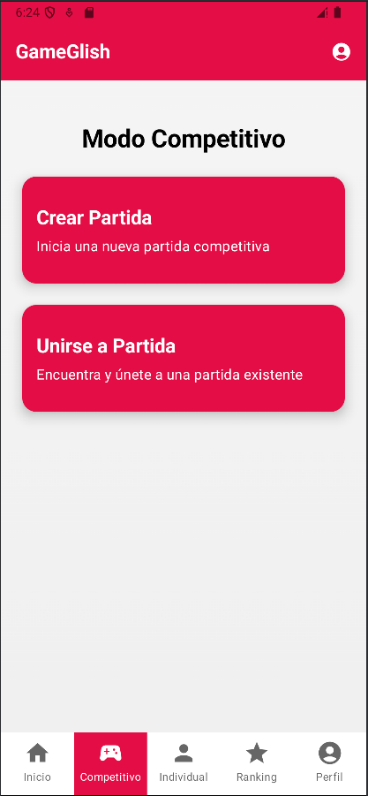 6:24
GameGlish
Modo Competitivo
Crear Partida
Inicia una nueva partida competitiva
Unirse a Partida
Encuentra y únete a una partida existente
Inicio
Competitivo
Individual
Ranking
Perfil